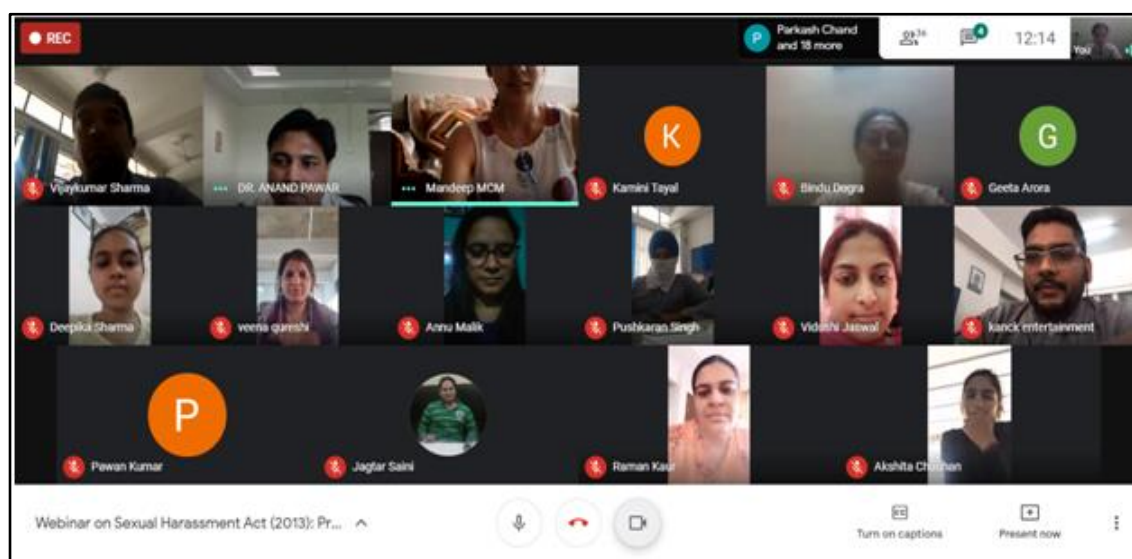 REC
P Parkash Chand
and 18 more
36
4
12:14
You
Vijaykumar Sharma
DR. ANAND PAWAR
Mandeep MCM
K
Kamini Tayal
Bindu Dogra
G
Geeta Arora
Deepika Sharma
veena qureshi
Annu Malik
Pushkaran Singh
Vidushi Jaswal
kanck entertainment
P
Pawan Kumar
Jagtar Saini
Raman Kaur
Akshita Chauhan
Webinar on Sexual Harassment Act (2013): Pr...
Turn on captions
Present now